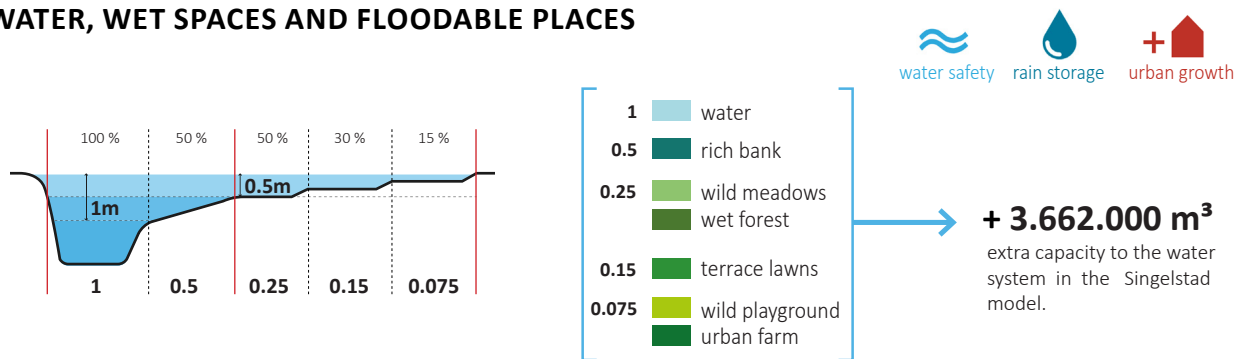 WATER, WET SPACES AND FLOODABLE PLACES
water safety
rain storage
urban growth
100 %
50 %
50 %
30 %
15 %
0.5m
1m
1
0.5
0.25
0.15
0.075
1 water
0.5 rich bank
0.25 wild meadows
wet forest
0.15 terrace lawns
0.075 wild playground
urban farm
+ 3.662.000 m³
extra capacity to the water
system in the Singelstad
model.